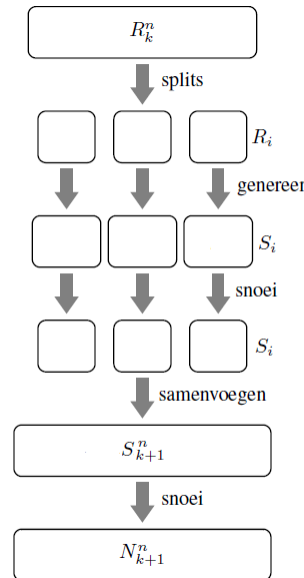 R_k^n
splits
R_i
genereer
S_i
snoei
S_i
samenvoegen
S_{k+1}^n
snoei
N_{k+1}^n